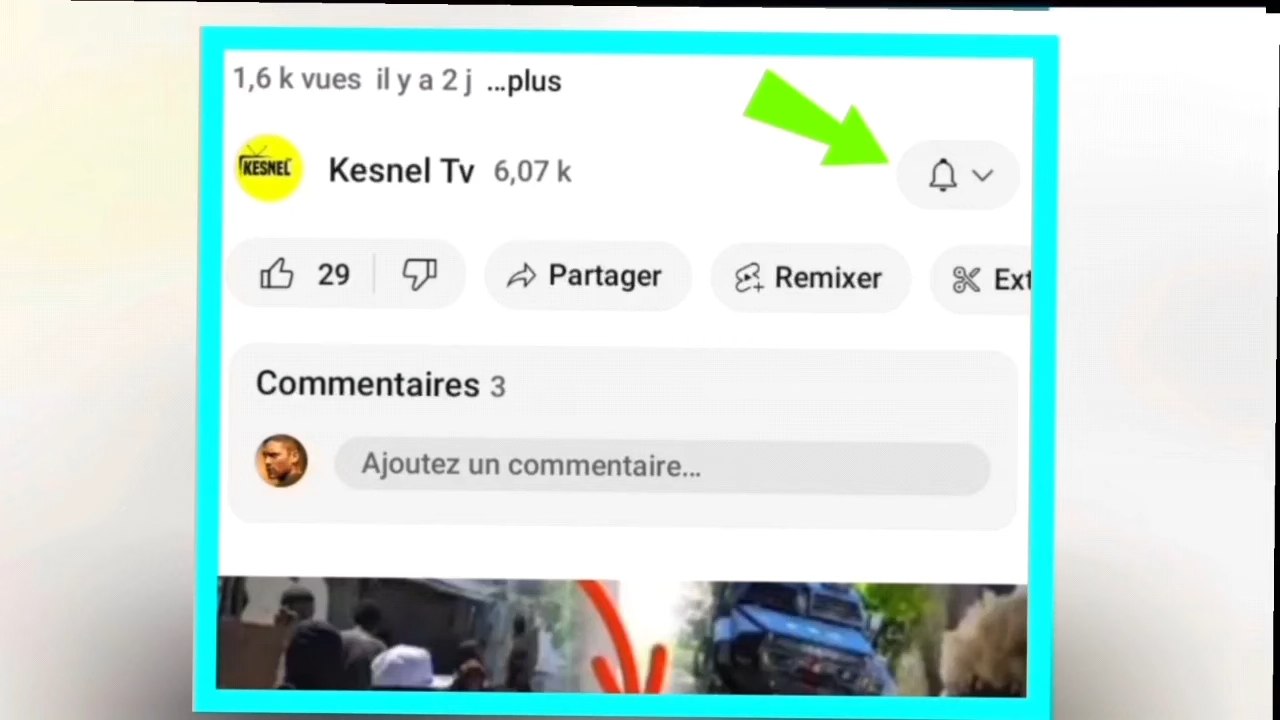 1,6 k vues il y a 2 j ...plus
KESNEL
Kesnel Tv 6,07 k
29
Partager
Remixer
Ext
Commentaires 3
Ajoutez un commentaire...